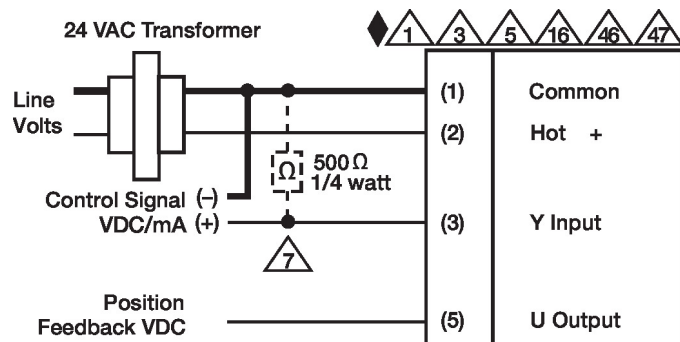 24 VAC Transformer
1 3 5 16 46 47
Line
Volts
(1) Common
(2) Hot +
Ω
500 Ω
1/4 watt
Control Signal (–)
VDC/mA (+)
(3) Y Input
7
Position
Feedback VDC
(5) U Output